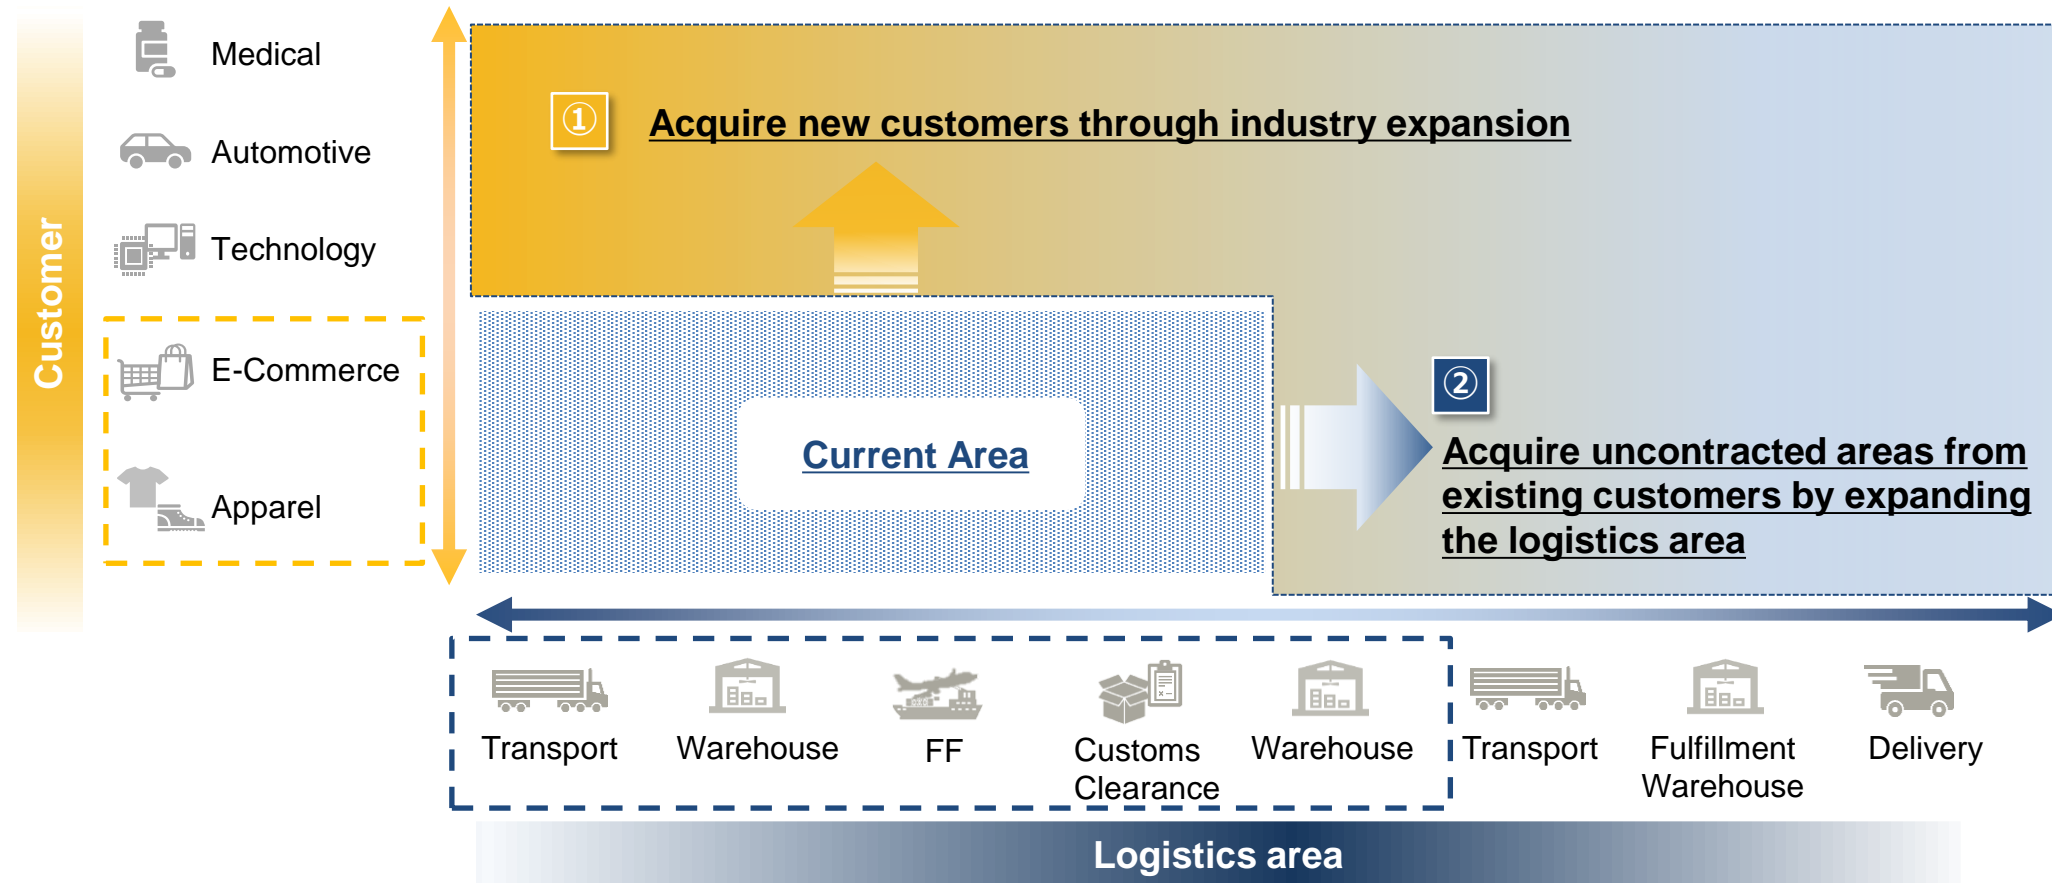 Customer
Medical
Automotive
Technology
E-Commerce
Apparel
①
Acquire new customers through industry expansion
Current Area
②
Acquire uncontracted areas from
existing customers by expanding
the logistics area
Transport
Warehouse
FF
Customs
Clearance
Warehouse
Transport
Fulfillment
Warehouse
Delivery
Logistics area